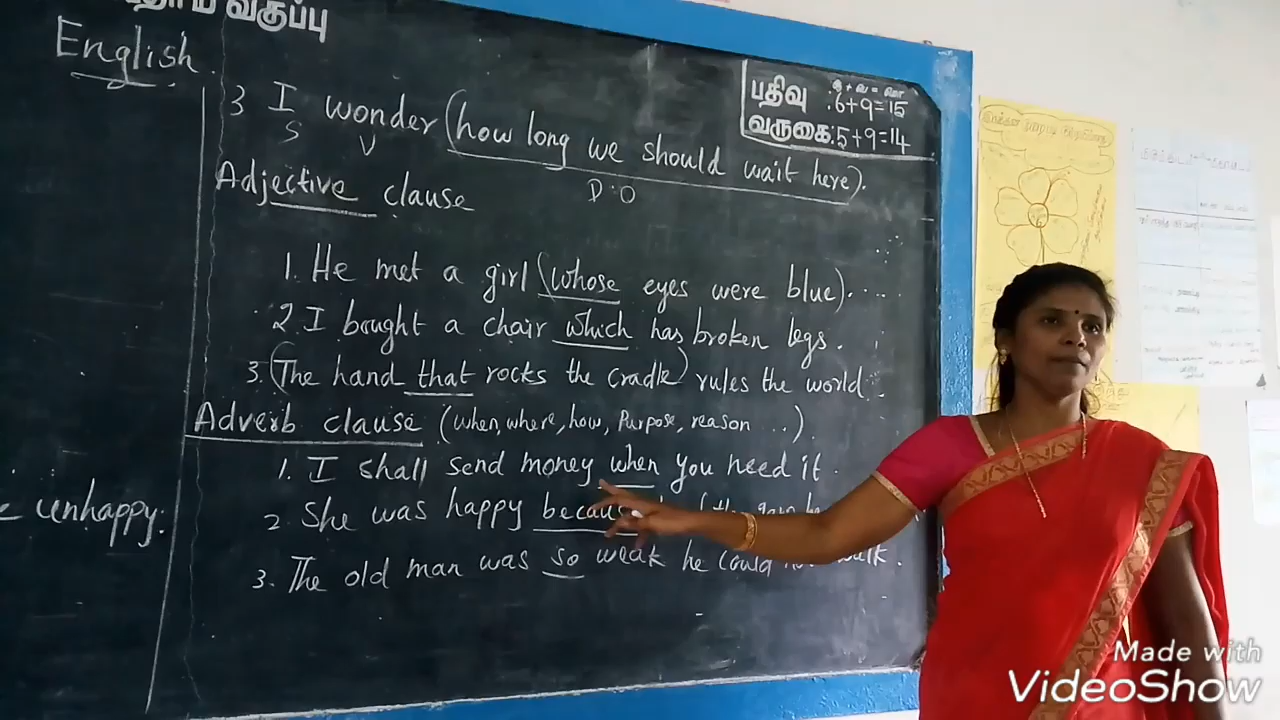 வகுப்பு
English
பதிவு : 6+9=15
வருகை: 5+9=14
3 I wonder (how long we should wait here).
S V D.O
Adjective clause
1. He met a girl (whose eyes were blue). ...
2. I bought a chair which has broken legs.
3. (The hand that rocks the cradle) rules the world.
Adverb clause (when, where, how, Purpose, reason ...).
1. I shall send money when you need it.
unhappy.
2. She was happy
3. The old man was so weak he could
Made with
VideoShow